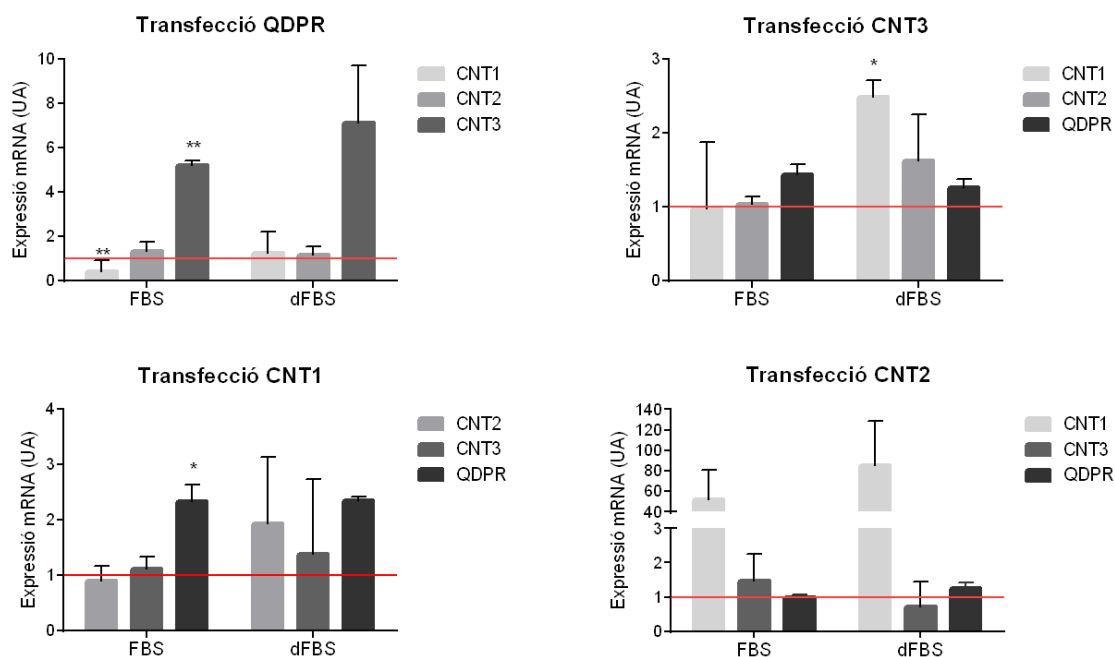 Transfecció QDPR
Expressió mRNA (UA)
10
8
6
4
2
0
**
**
FBS
dFBS
CNT1
CNT2
CNT3
Transfecció CNT3
Expressió mRNA (UA)
3
2
1
0
*
FBS
dFBS
CNT1
CNT2
QDPR
Transfecció CNT1
Expressió mRNA (UA)
4
3
2
1
0
*
FBS
dFBS
CNT2
CNT3
QDPR
Transfecció CNT2
Expressió mRNA (UA)
140
120
100
80
60
40
3
2
1
0
FBS
dFBS
CNT1
CNT3
QDPR